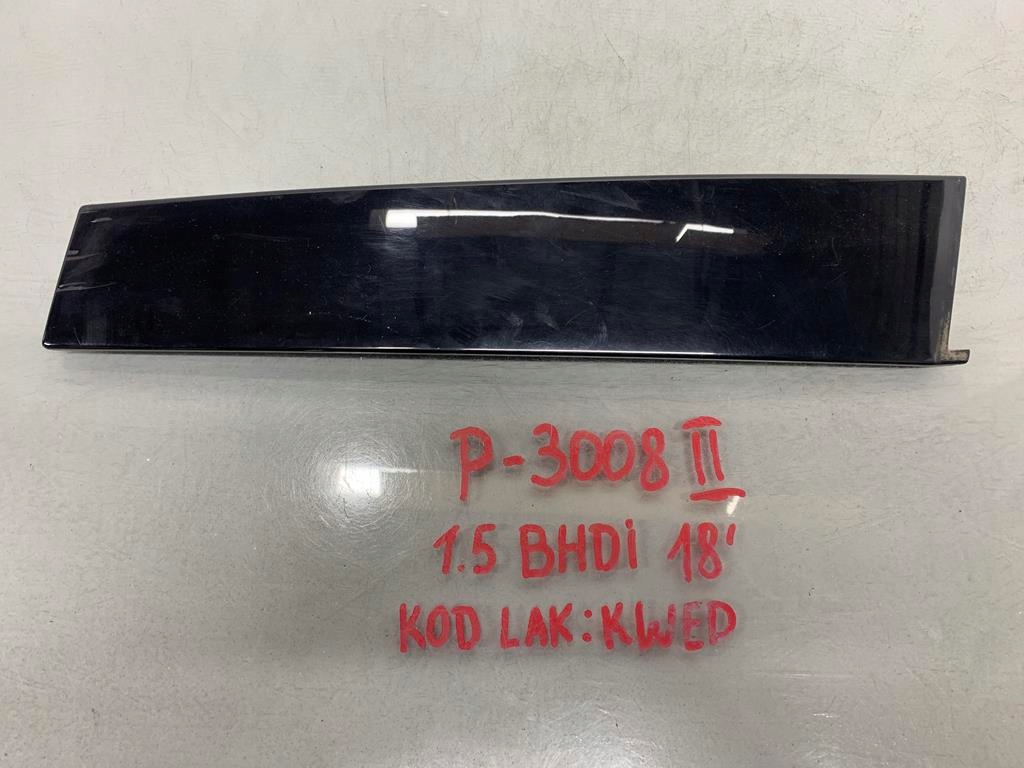 P-3008 II
1.5 BHDi 18'
KOD LAK: KWED